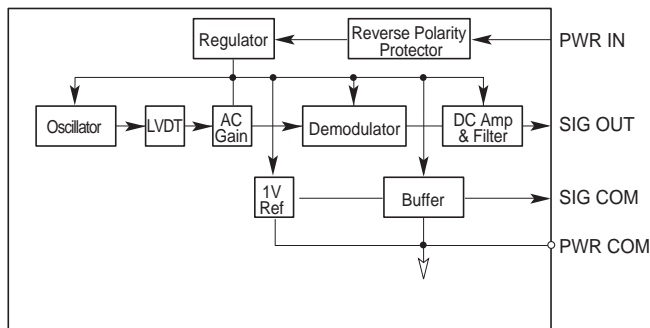 Regulator
Reverse Polarity
Protector
PWR IN
Oscillator
LVDT
AC
Gain
Demodulator
DC Amp
& Filter
SIG OUT
1V
Ref
Buffer
SIG COM
PWR COM